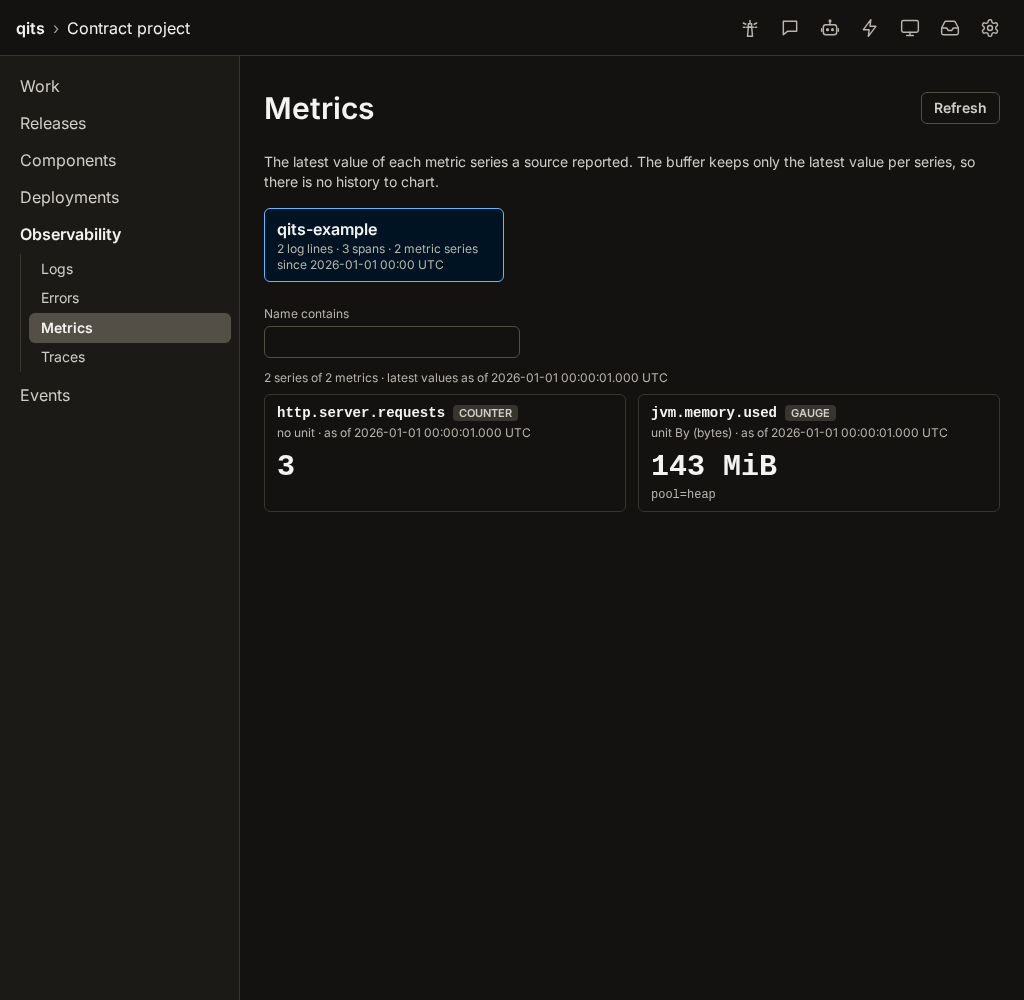 qits › Contract project
Work
Releases
Components
Deployments
Observability
Logs
Errors
Metrics
Traces
Events
Metrics
Refresh
The latest value of each metric series a source reported. The buffer keeps only the latest value per series, so
there is no history to chart.
qits-example
2 log lines · 3 spans · 2 metric series
since 2026-01-01 00:00 UTC
Name contains
2 series of 2 metrics · latest values as of 2026-01-01 00:00:01.000 UTC
http.server.requests COUNTER
no unit · as of 2026-01-01 00:00:01.000 UTC
3
jvm.memory.used GAUGE
unit By (bytes) · as of 2026-01-01 00:00:01.000 UTC
143 MiB
pool=heap